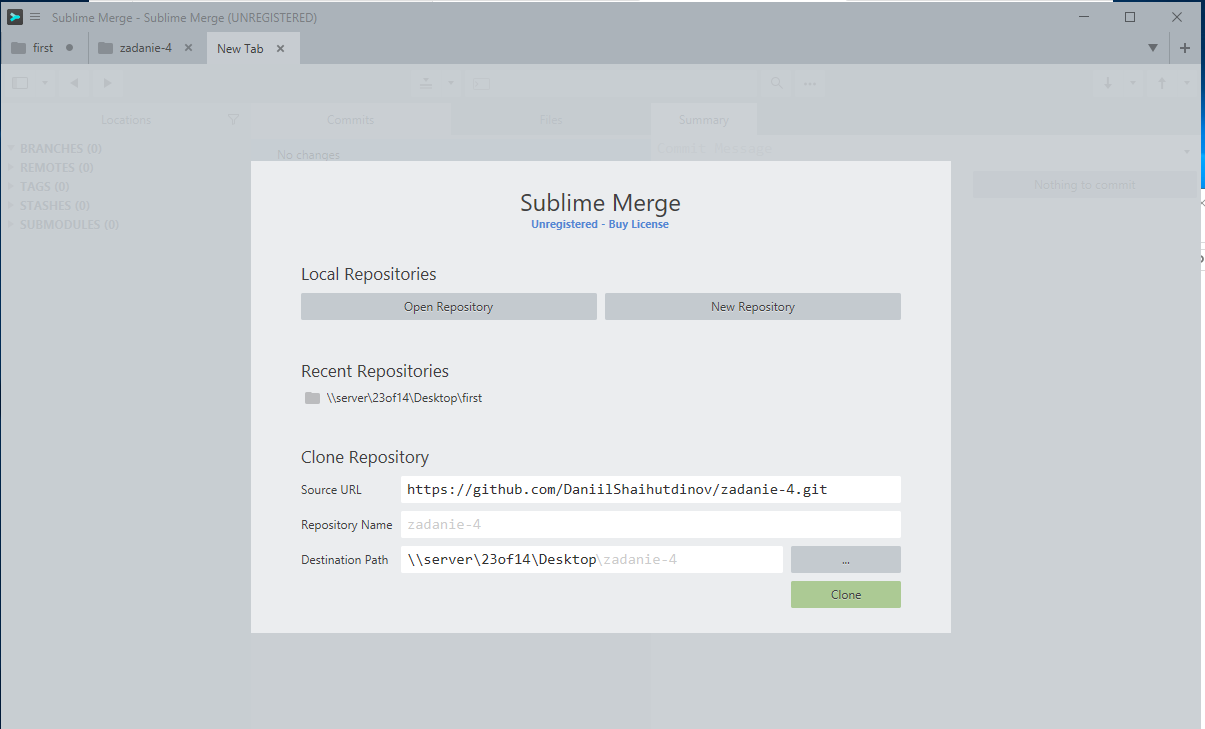 Sublime Merge - Sublime Merge (UNREGISTERED)
first
zadanie-4
New Tab
Locations
Commits
Files
Summary
BRANCHES (0)
REMOTES (0)
TAGS (0)
STASHES (0)
SUBMODULES (0)
No changes
Commit Message
Nothing to commit
Sublime Merge
Unregistered - Buy License
Local Repositories
Open Repository
New Repository
Recent Repositories
\\server\23of14\Desktop\first
Clone Repository
Source URL
https://github.com/DaniilShaihutdinov/zadanie-4.git
Repository Name
zadanie-4
Destination Path
\\server\23of14\Desktop\zadanie-4
...
Clone